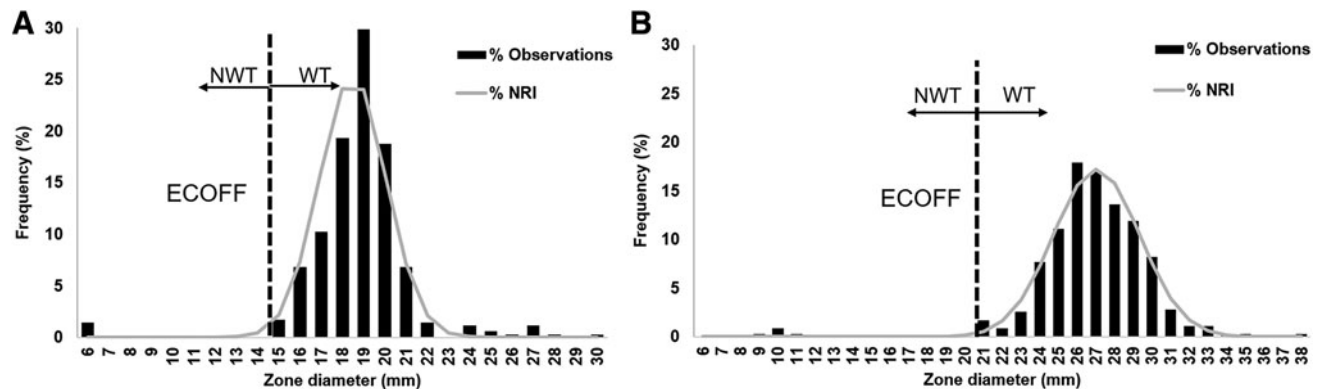 A
30
25
20
15
10
5
0
Frequency (%)
NWT WT
ECOFF
% Observations
% NRI
6 7 8 9 10 11 12 13 14 15 16 17 18 19 20 21 22 23 24 25 26 27 28 29 30
Zone diameter (mm)
B
30
25
20
15
10
5
0
Frequency (%)
NWT WT
ECOFF
% Observations
% NRI
6 7 8 9 10 11 12 13 14 15 16 17 18 19 20 21 22 23 24 25 26 27 28 29 30 31 32 33 34 35 36 37 38
Zone diameter (mm)